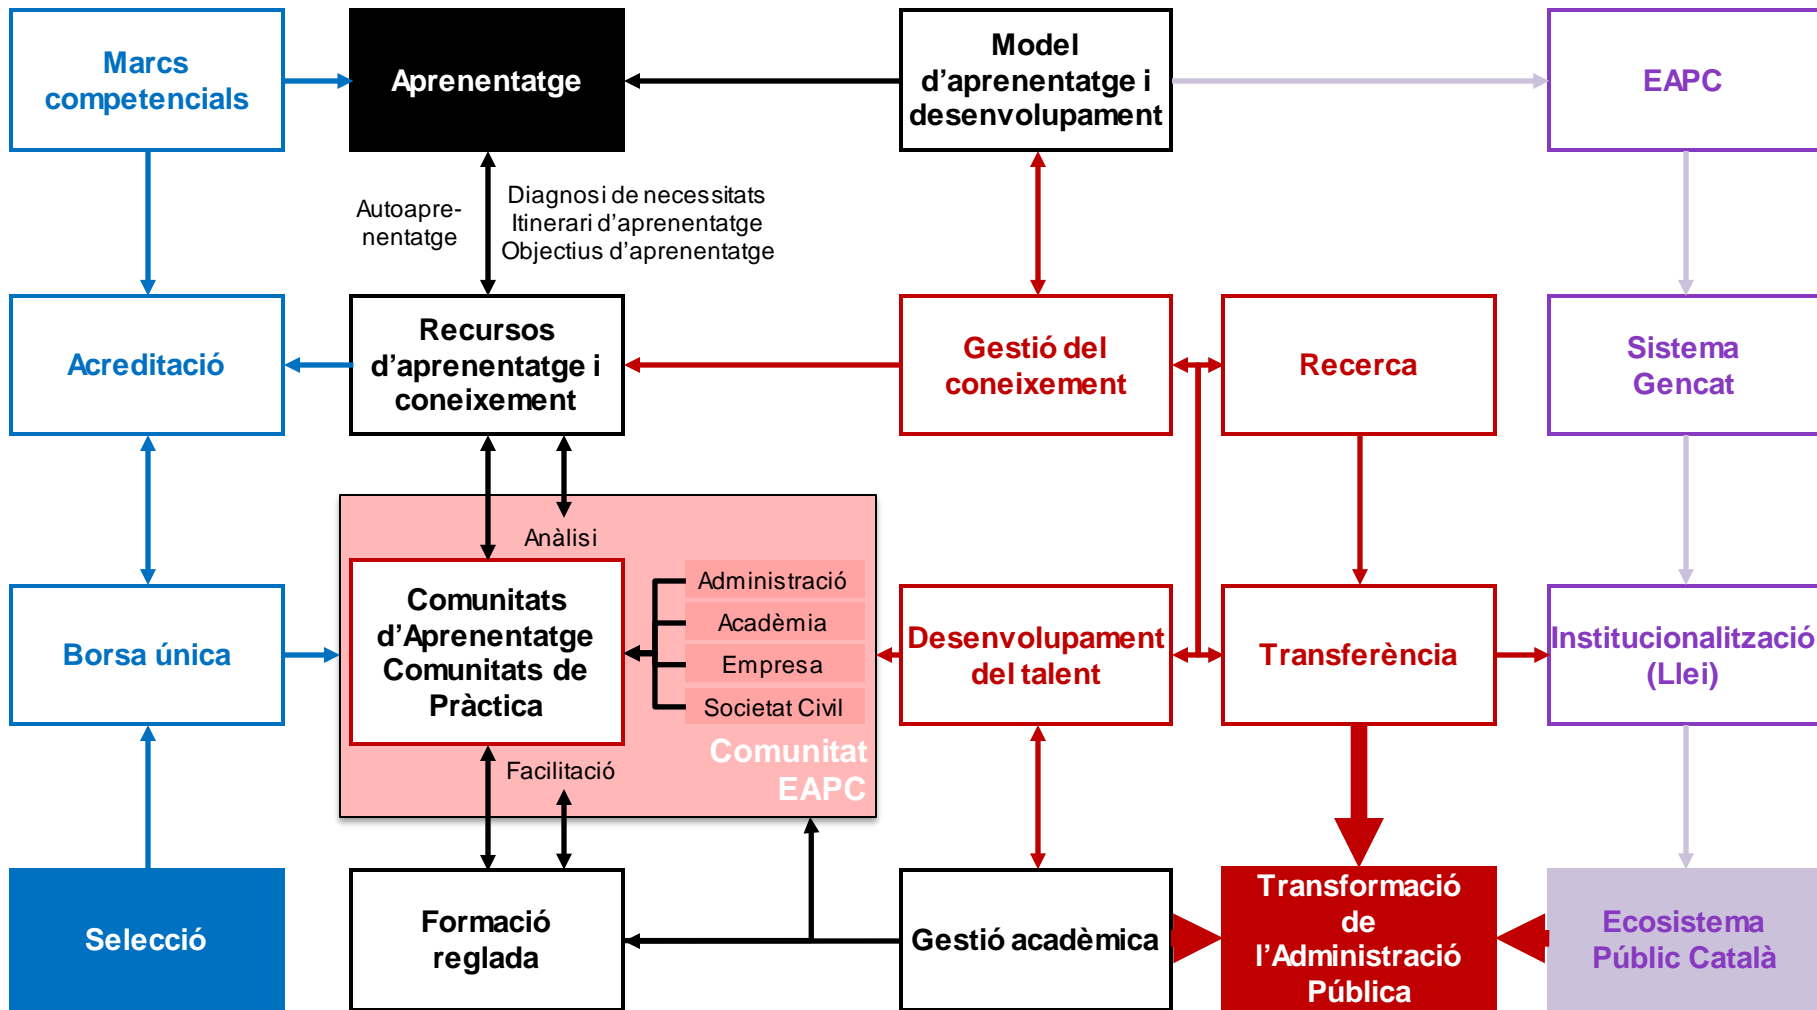 Marcs
competencials
Aprenentatge
Model
d’aprenentatge i
desenvolupament
EAPC
Autoapre-
nentatge
Diagnosi de necessitats
Itinerari d’aprenentatge
Objectius d’aprenentatge
Acreditació
Recursos
d’aprenentatge i
coneixement
Gestió del
coneixement
Recerca
Sistema
Gencat
Anàlisi
Borsa única
Comunitats
d’Aprenentatge
Comunitats de
Pràctica
Administració
Acadèmia
Empresa
Societat Civil
Comunitat
EAPC
Desenvolupament
del talent
Transferència
Institucionalització
(Llei)
Facilitació
Selecció
Formació
reglada
Gestió acadèmica
Transformació
de
l’Administració
Pública
Ecosistema
Públic Català